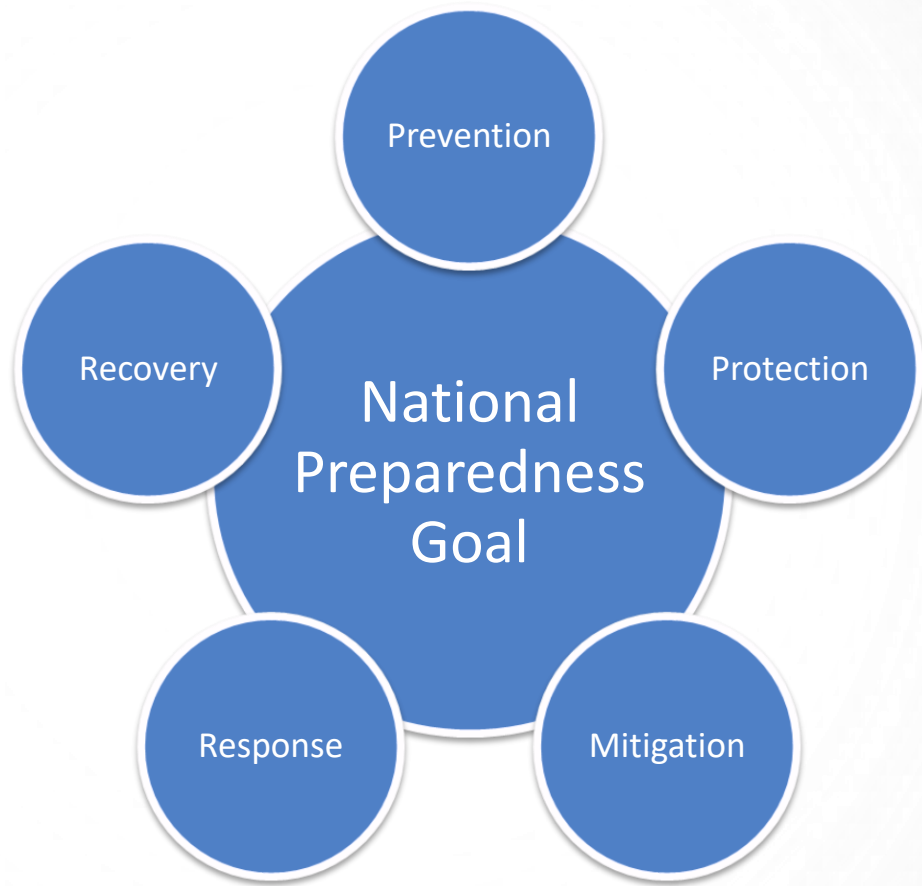 Prevention
Recovery
Protection
National
Preparedness
Goal
Response
Mitigation